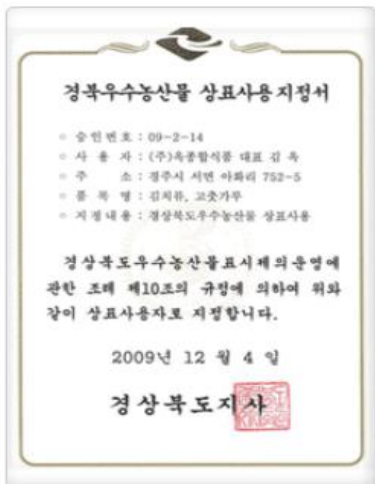 경북우수농산물 상표사용지정서
◦ 승인번호 : 09-2-14
◦ 사 용 자 : (주)옥종합식품 대표 김 옥
◦ 주 소 : 경주시 서면 아화리 752-5
◦ 품 목 명 : 김치류, 고춧가루
◦ 지정내용 : 경상북도우수농산물 상표사용
경상북도우수농산물표시제의운영에
관한 조례 제10조의 규정에 의하여 위와
같이 상표사용자로 지정합니다.
2009년 12 월 4 일
경상북도지사